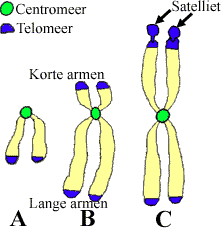 Centromeer
Telomeer
Satelliet
Korte armen
Lange armen
A
B
C